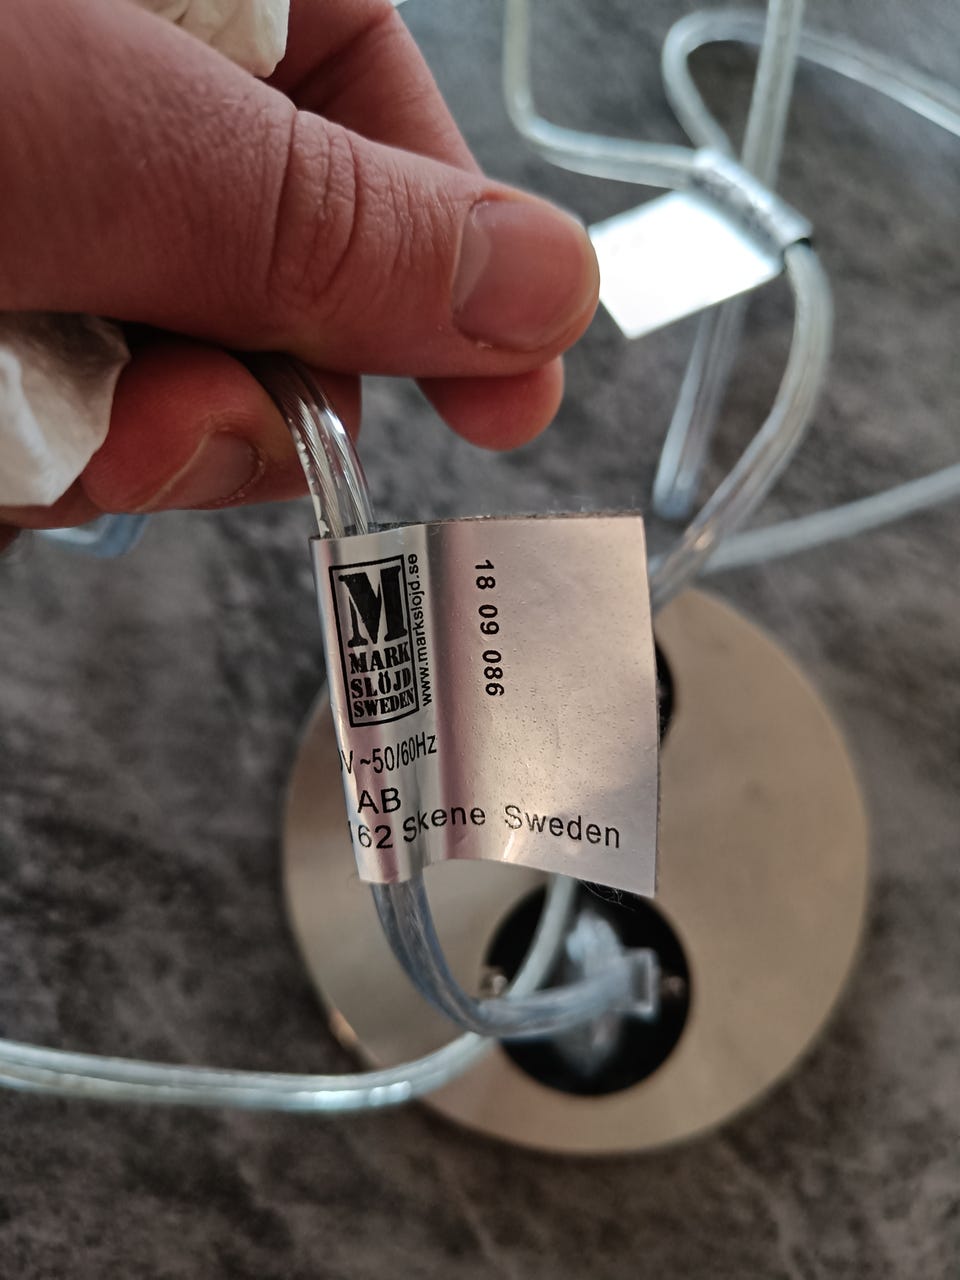 M
MARK
SLÖJD
SWEDEN
www.markslojd.se
18 09 086
V ~50/60Hz
AB
162 Skene Sweden